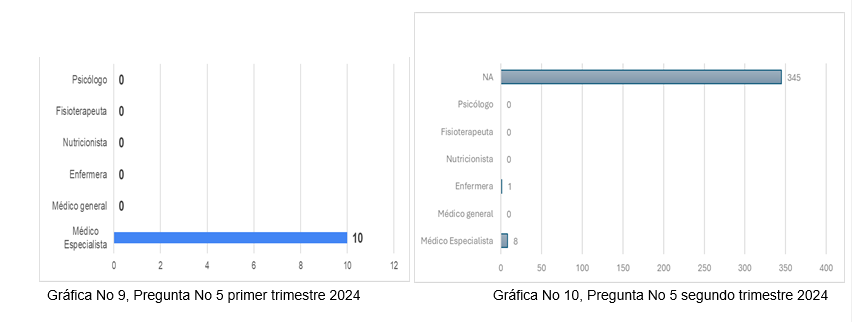 Psicólogo 0
Fisioterapeuta 0
Nutricionista 0
Enfermera 0
Médico general 0
Médico
Especialista 10
0 2 4 6 8 10 12
Gráfica No 9, Pregunta No 5 primer trimestre 2024
NA 345
Psicólogo 0
Fisioterapeuta 0
Nutricionista 0
Enfermera 1
Médico general 0
Médico Especialista 8
0 50 100 150 200 250 300 350 400
Gráfica No 10, Pregunta No 5 segundo trimestre 2024